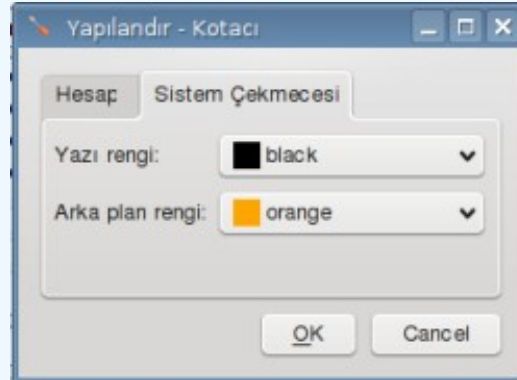 Yapılandır - Kotacı
Hesap Sistem Çekmecesi
Yazı rengi: black
Arka plan rengi: orange
OK Cancel